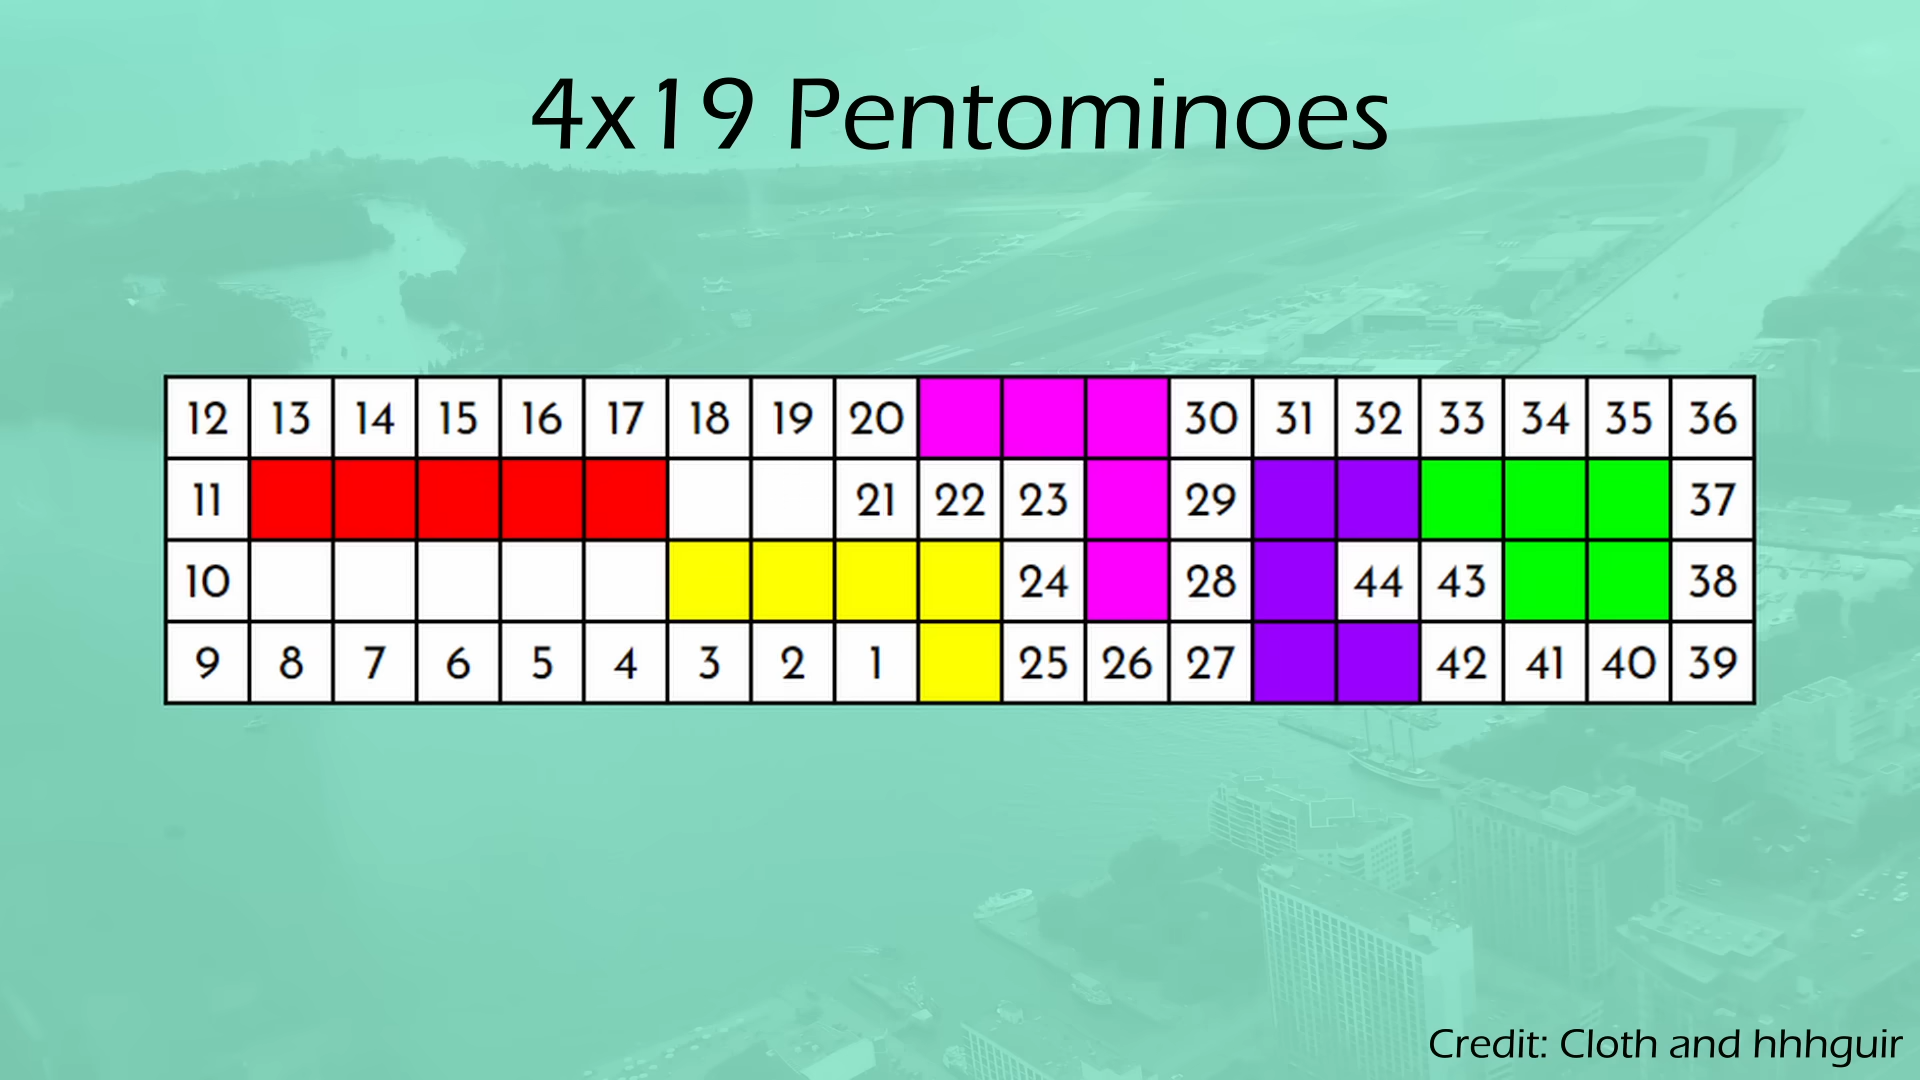 4x19 Pentominoes
12 13 14 15 16 17 18 19 20 30 31 32 33 34 35 36
11 21 22 23 29 37
10 24 28 44 43 38
9 8 7 6 5 4 3 2 1 25 26 27 42 41 40 39
Credit: Cloth and hhhguir